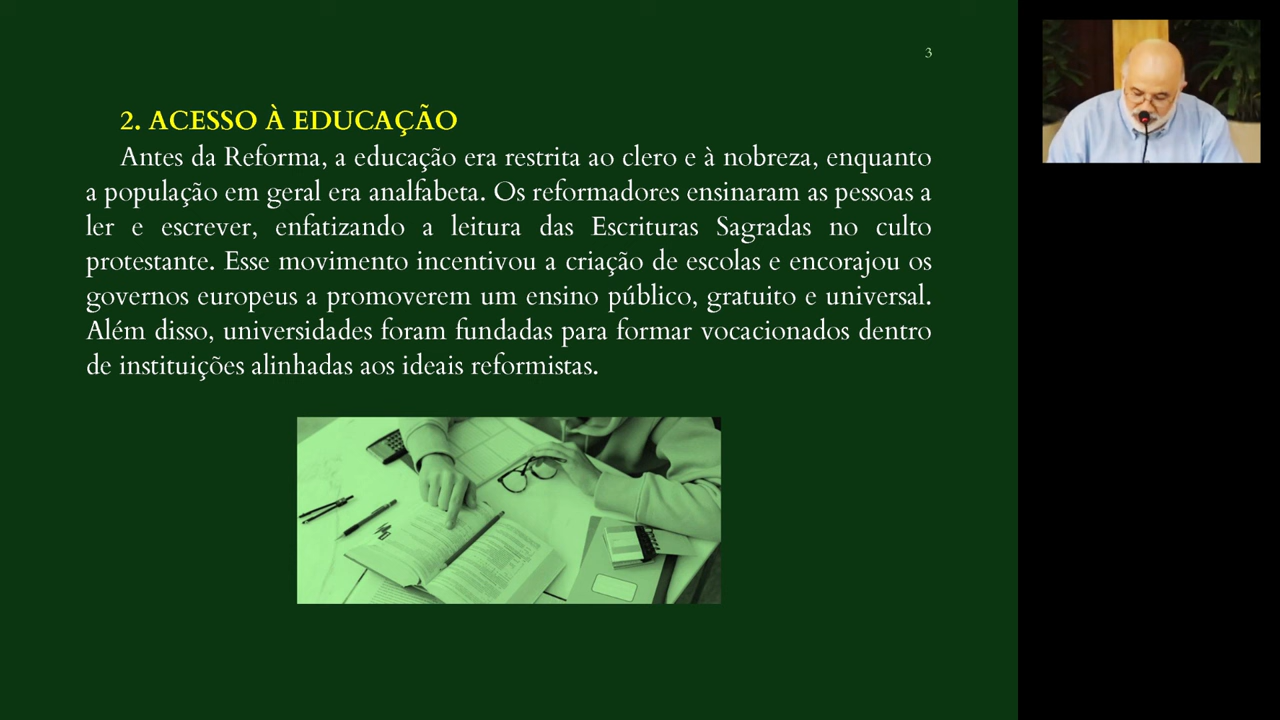 3
2. ACESSO À EDUCAÇÃO
Antes da Reforma, a educação era restrita ao clero e à nobreza, enquanto
a população em geral era analfabeta. Os reformadores ensinaram as pessoas a
ler e escrever, enfatizando a leitura das Escrituras Sagradas no culto
protestante. Esse movimento incentivou a criação de escolas e encorajou os
governos europeus a promoverem um ensino público, gratuito e universal.
Além disso, universidades foram fundadas para formar vocacionados dentro
de instituições alinhadas aos ideais reformistas.